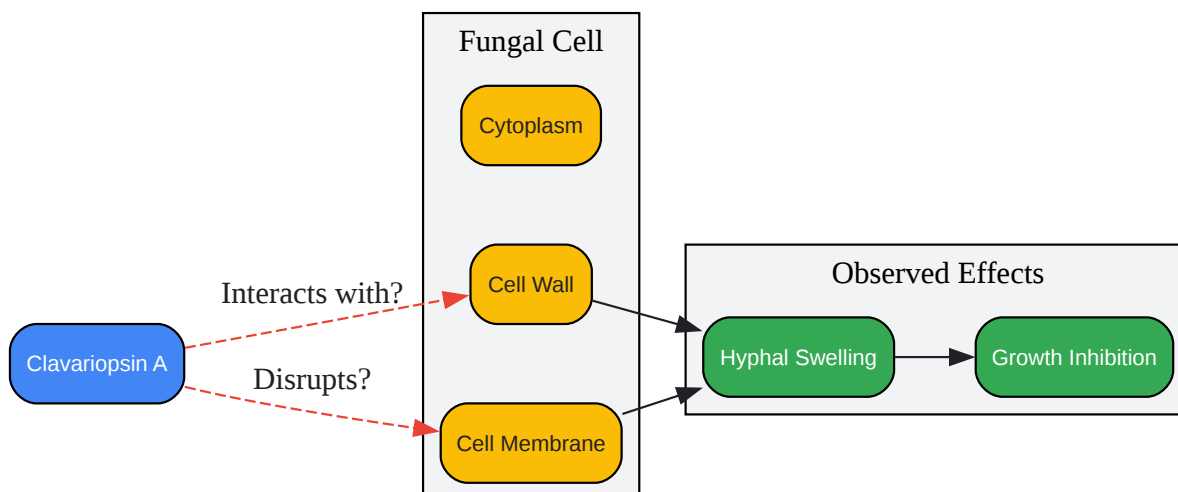 Fungal Cell
Cytoplasm
Cell Wall
Interacts with?
Observed Effects
Clavariopsin A
Hyphal Swelling
Growth Inhibition
Disrupts?
Cell Membrane